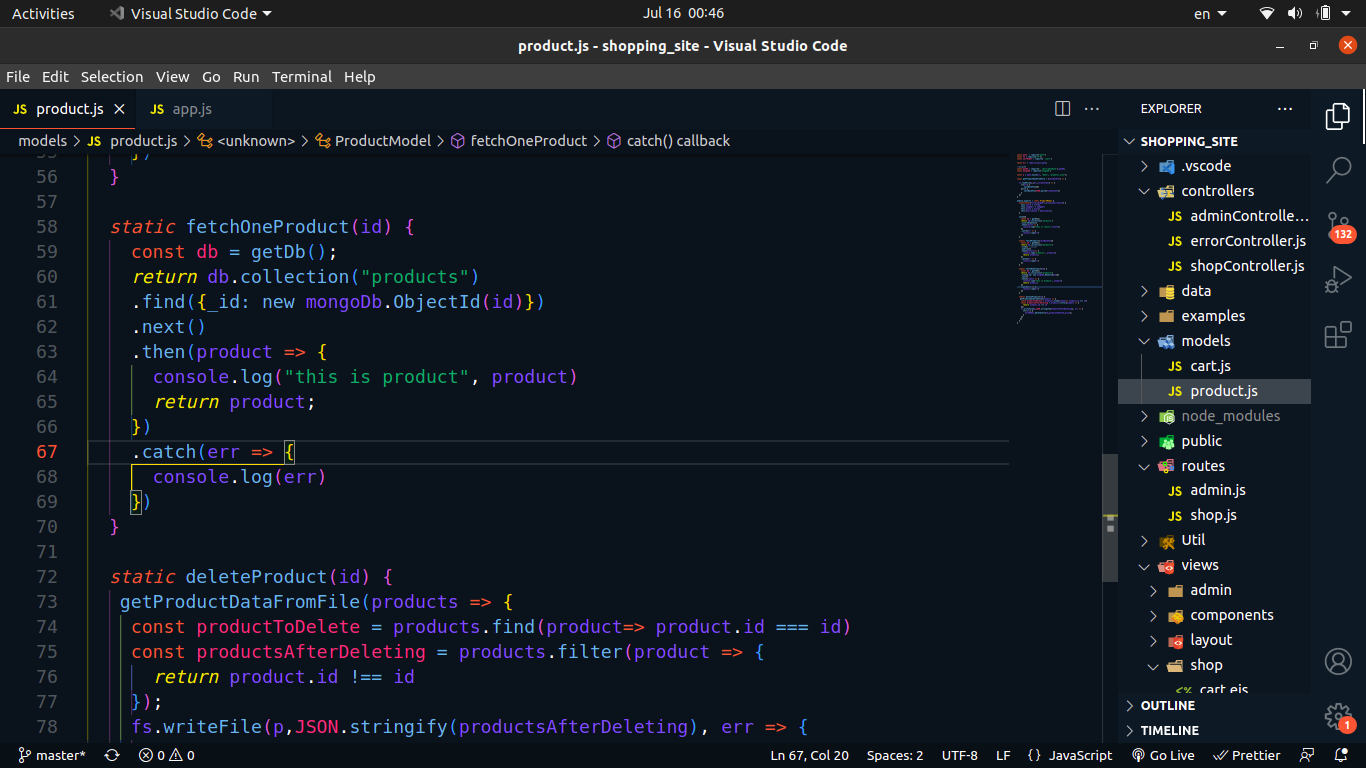 Activities
Visual Studio Code
Jul 16 00:46
en
product.js - shopping_site - Visual Studio Code
File Edit Selection View Go Run Terminal Help
JS product.js
JS app.js
models > JS product.js > <unknown> > ProductModel > fetchOneProduct > catch() callback
56 }
57
58 static fetchOneProduct(id) {
59 const db = getDb();
60 return db.collection("products")
61 .find({_id: new mongoDb.ObjectId(id)})
62 .next()
63 .then(product => {
64 console.log("this is product", product)
65 return product;
66 })
67 .catch(err => {
68 console.log(err)
69 })
70 }
71
72 static deleteProduct(id) {
73 getProductDataFromFile(products => {
74 const productToDelete = products.find(product=> product.id === id)
75 const productsAfterDeleting = products.filter(product => {
76 return product.id !== id
77 });
78 fs.writeFile(p,JSON.stringify(productsAfterDeleting), err => {
EXPLORER
SHOPPING_SITE
.vscode
controllers
JS adminControlle...
JS errorController.js
JS shopController.js
data
examples
models
JS cart.js
JS product.js
node_modules
public
routes
JS admin.js
JS shop.js
Util
views
admin
components
layout
shop
<% cart.ejs
OUTLINE
TIMELINE
132
1
master*
0
0
Ln 67, Col 20
Spaces: 2
UTF-8
LF
{ } JavaScript
Go Live
Prettier